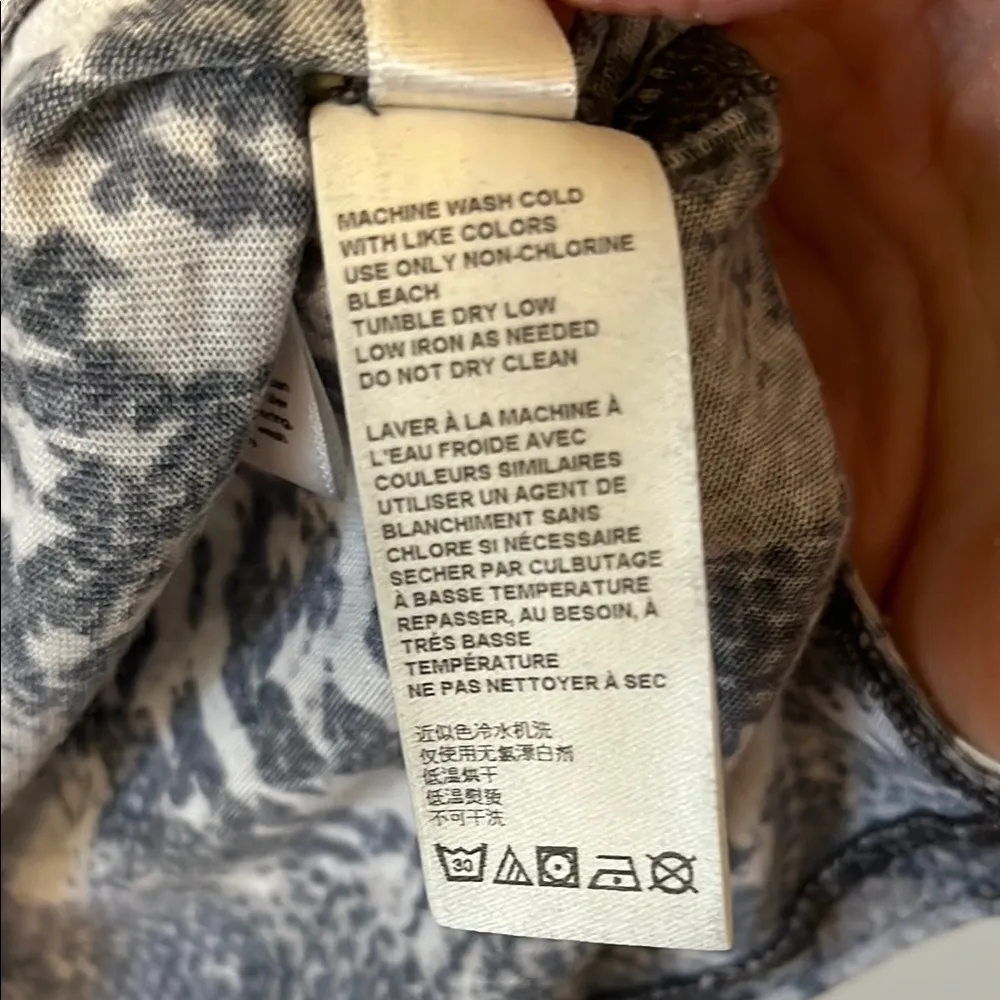 MACHINE WASH COLD
WITH LIKE COLORS
USE ONLY NON-CHLORINE
BLEACH
TUMBLE DRY LOW
LOW IRON AS NEEDED
DO NOT DRY CLEAN
LAVER À LA MACHINE À
L'EAU FROIDE AVEC
COULEURS SIMILAIRES
UTILISER UN AGENT DE
BLANCHIMENT SANS
CHLORE SI NÉCESSAIRE
SECHER PAR CULBUTAGE
À BASSE TEMPERATURE
REPASSER, AU BESOIN, À
TRÉS BASSE
TEMPÉRATURE
NE PAS NETTOYER À SEC
近似色冷水机洗
仅使用无氯漂白剂
低温烘干
低温熨烫
不可干洗
30